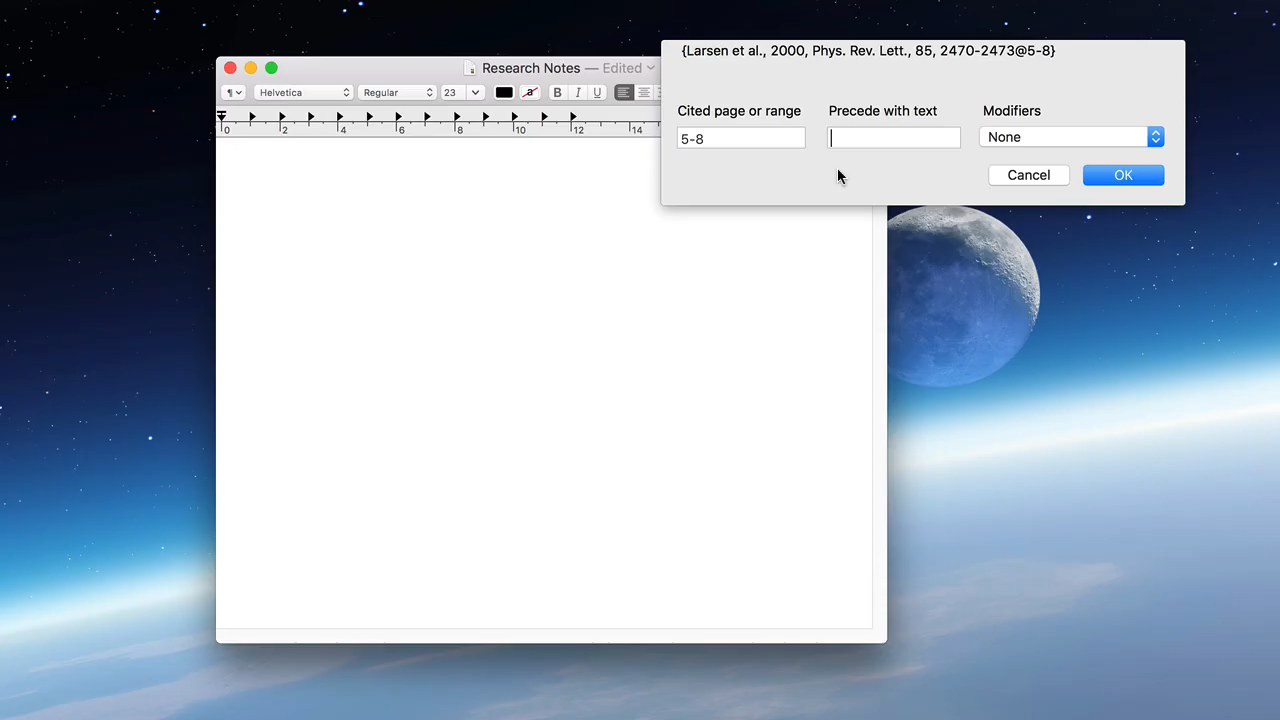 {Larsen et al., 2000, Phys. Rev. Lett., 85, 2470-2473@5-8}
Research Notes — Edited
¶ Helvetica Regular 23 a B I U
0 2 4 6 8 10 12 14
Cited page or range Precede with text Modifiers
5-8 None
Cancel OK